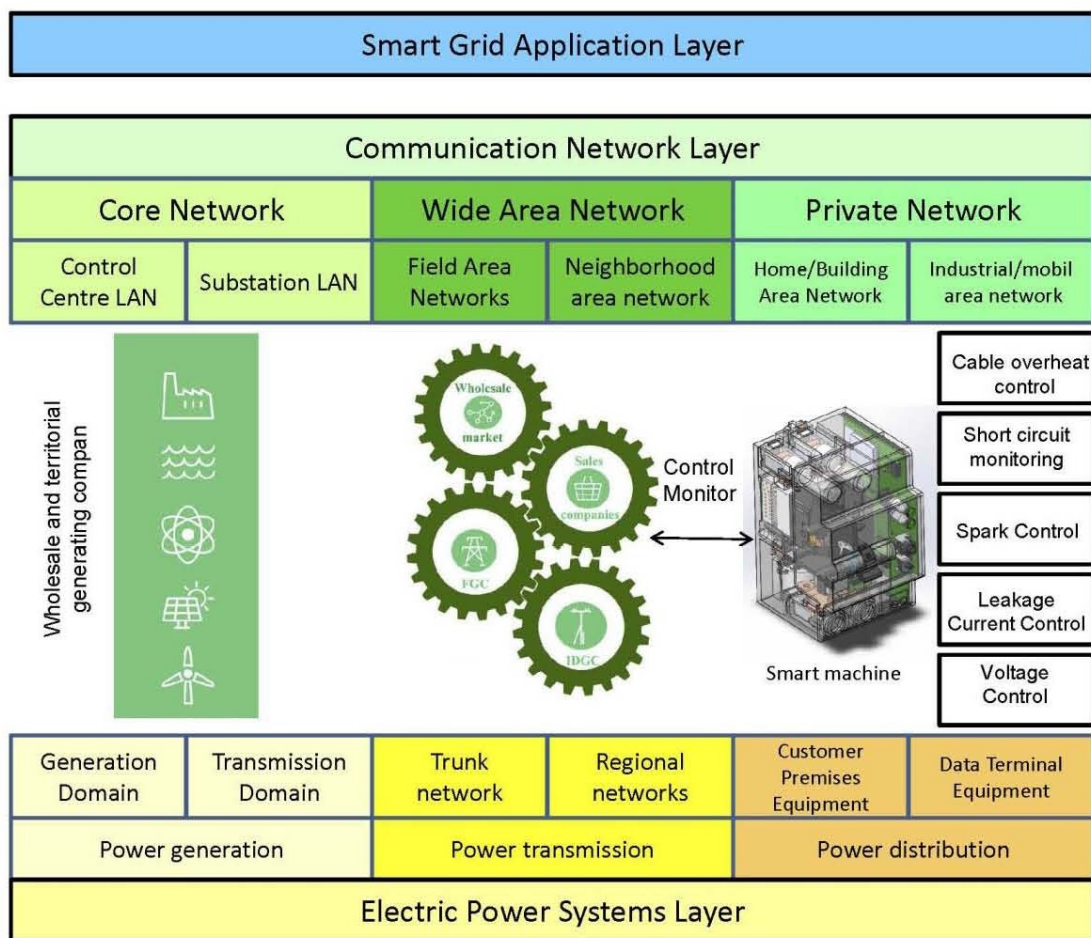 Smart Grid Application Layer
Communication Network Layer
Core Network
Wide Area Network
Private Network
Control
Centre LAN
Substation LAN
Field Area
Networks
Neighborhood
area network
Home/Building
Area Network
Industrial/mobil
area network
Wholesale and territorial
generating compan
Wholesale
market
Sales
companies
FGC
IDGC
Control
Monitor
Smart machine
Cable overheat
control
Short circuit
monitoring
Spark Control
Leakage
Current Control
Voltage
Control
Generation
Domain
Transmission
Domain
Trunk
network
Regional
networks
Customer
Premises
Equipment
Data Terminal
Equipment
Power generation
Power transmission
Power distribution
Electric Power Systems Layer